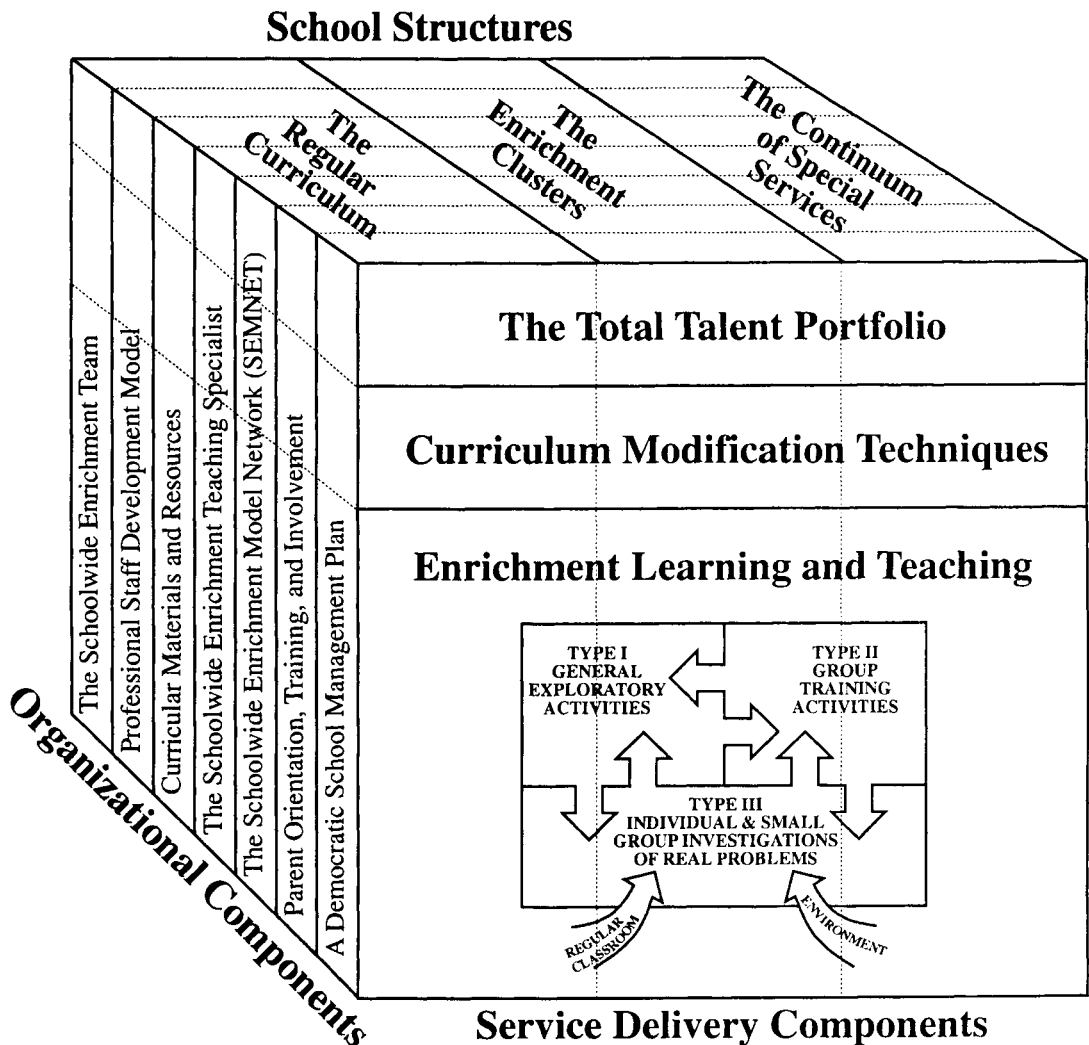 School Structures
The
Regular
Curriculum
The
Enrichment
Clusters
The Continuum
of Special
Services
The Schoolwide Enrichment Team
Professional Staff Development Model
Curricular Materials and Resources
The Schoolwide Enrichment Teaching Specialist
The Schoolwide Enrichment Model Network (SEMNET)
Parent Orientation, Training, and Involvement
A Democratic School Management Plan
Organizational Components
The Total Talent Portfolio
Curriculum Modification Techniques
Enrichment Learning and Teaching
TYPE I
GENERAL
EXPLORATORY
ACTIVITIES
TYPE II
GROUP
TRAINING
ACTIVITIES
TYPE III
INDIVIDUAL & SMALL
GROUP INVESTIGATIONS
OF REAL PROBLEMS
REGULAR
CLASSROOM
ENVIRONMENT
Service Delivery Components